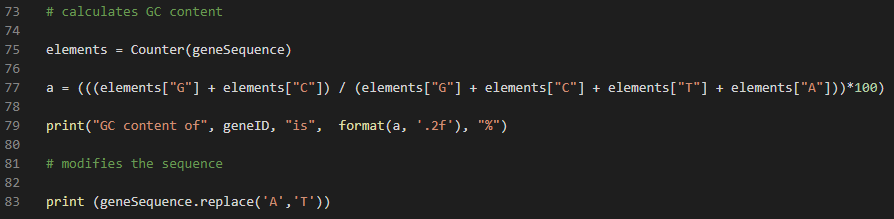 73 # calculates GC content
74
75 elements = Counter(geneSequence)
76
77 a = (((elements["G"] + elements["C"]) / (elements["G"] + elements["C"] + elements["T"] + elements["A"]))*100)
78
79 print("GC content of", geneID, "is",  format(a, '.2f'), "%")
80
81 # modifies the sequence
82
83 print (geneSequence.replace('A','T'))